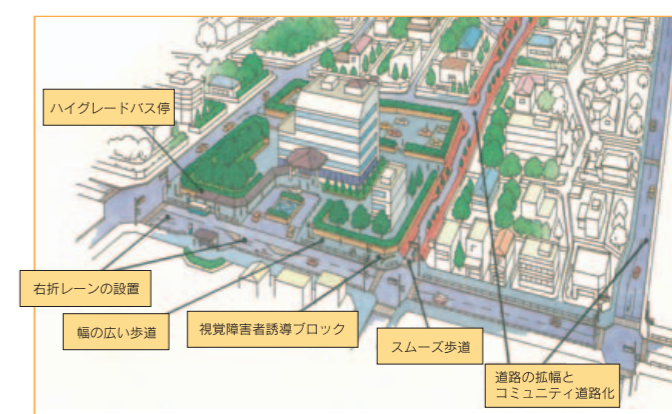 ハイグレードバス停
右折レーンの設置
幅の広い歩道
視覚障害者誘導ブロック
スムーズ歩道
道路の拡幅と
コミュニティ道路化